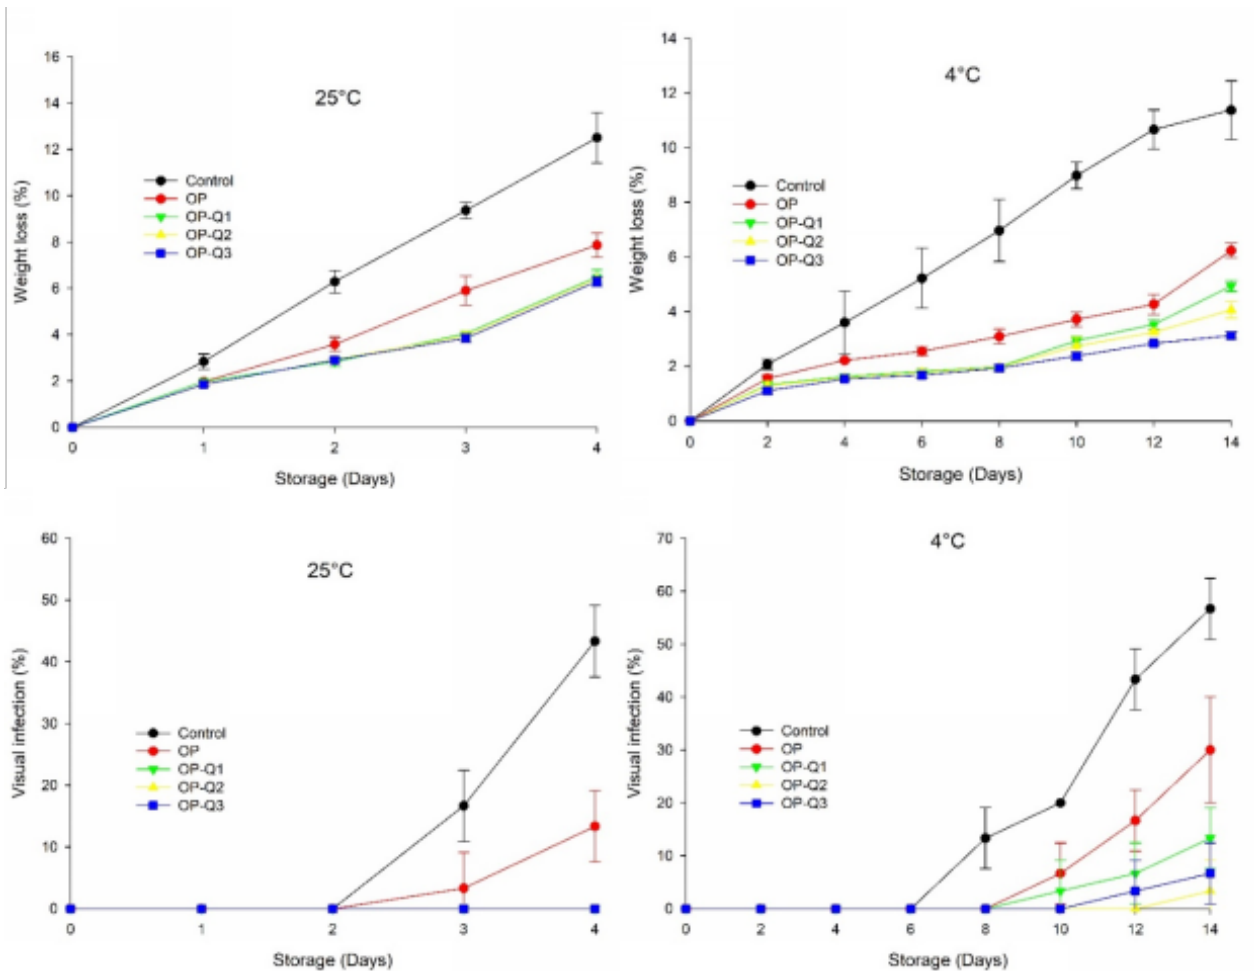 25°C
Weight loss (%)
16
14
12
10
8
6
4
2
0
Control
OP
OP-Q1
OP-Q2
OP-Q3
0 1 2 3 4
Storage (Days)
4°C
Weight loss (%)
14
12
10
8
6
4
2
0
Control
OP
OP-Q1
OP-Q2
OP-Q3
0 2 4 6 8 10 12 14
Storage (Days)
25°C
Visual infection (%)
60
50
40
30
20
10
0
Control
OP
OP-Q1
OP-Q2
OP-Q3
0 1 2 3 4
Storage (Days)
4°C
Visual infection (%)
70
60
50
40
30
20
10
0
Control
OP
OP-Q1
OP-Q2
OP-Q3
0 2 4 6 8 10 12 14
Storage (Days)